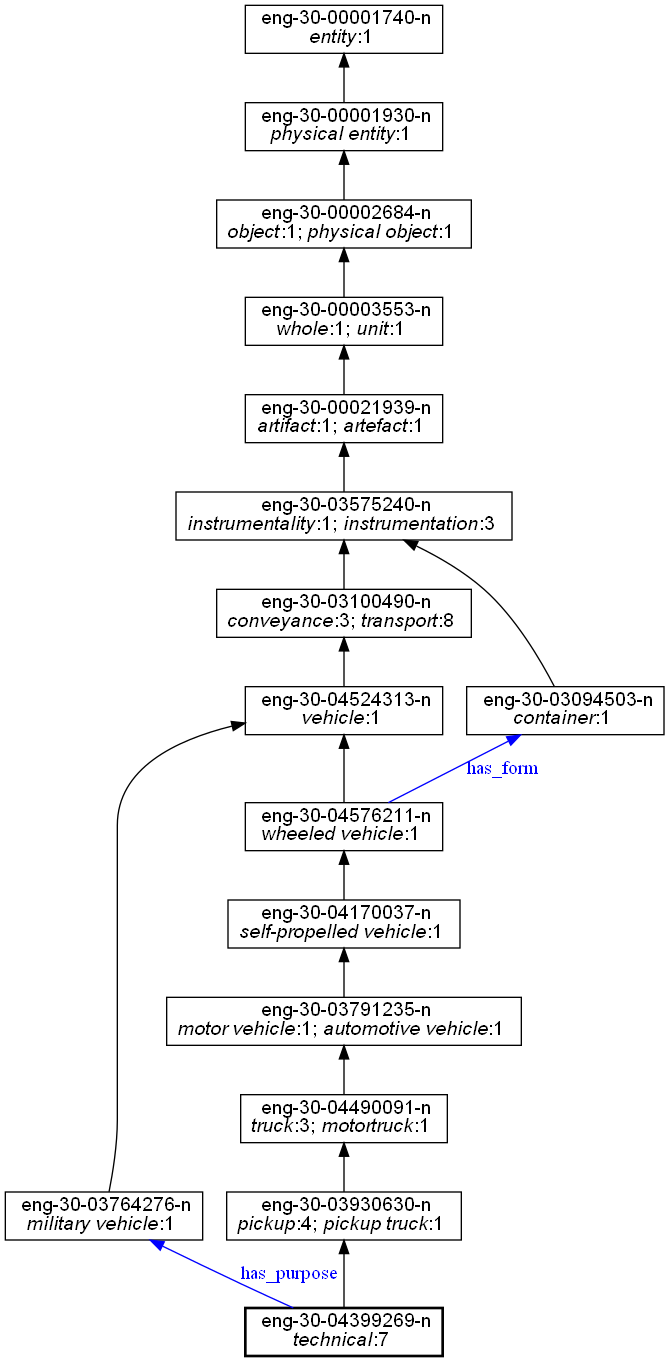 eng-30-00001740-n
entity:1
eng-30-00001930-n
physical entity:1
eng-30-00002684-n
object:1; physical object:1
eng-30-00003553-n
whole:1; unit:1
eng-30-00021939-n
artifact:1; artefact:1
eng-30-03575240-n
instrumentality:1; instrumentation:3
eng-30-03100490-n
conveyance:3; transport:8
eng-30-04524313-n
vehicle:1
eng-30-03094503-n
container:1
has_form
eng-30-04576211-n
wheeled vehicle:1
eng-30-04170037-n
self-propelled vehicle:1
eng-30-03791235-n
motor vehicle:1; automotive vehicle:1
eng-30-04490091-n
truck:3; motortruck:1
eng-30-03764276-n
military vehicle:1
eng-30-03930630-n
pickup:4; pickup truck:1
has_purpose
eng-30-04399269-n
technical:7